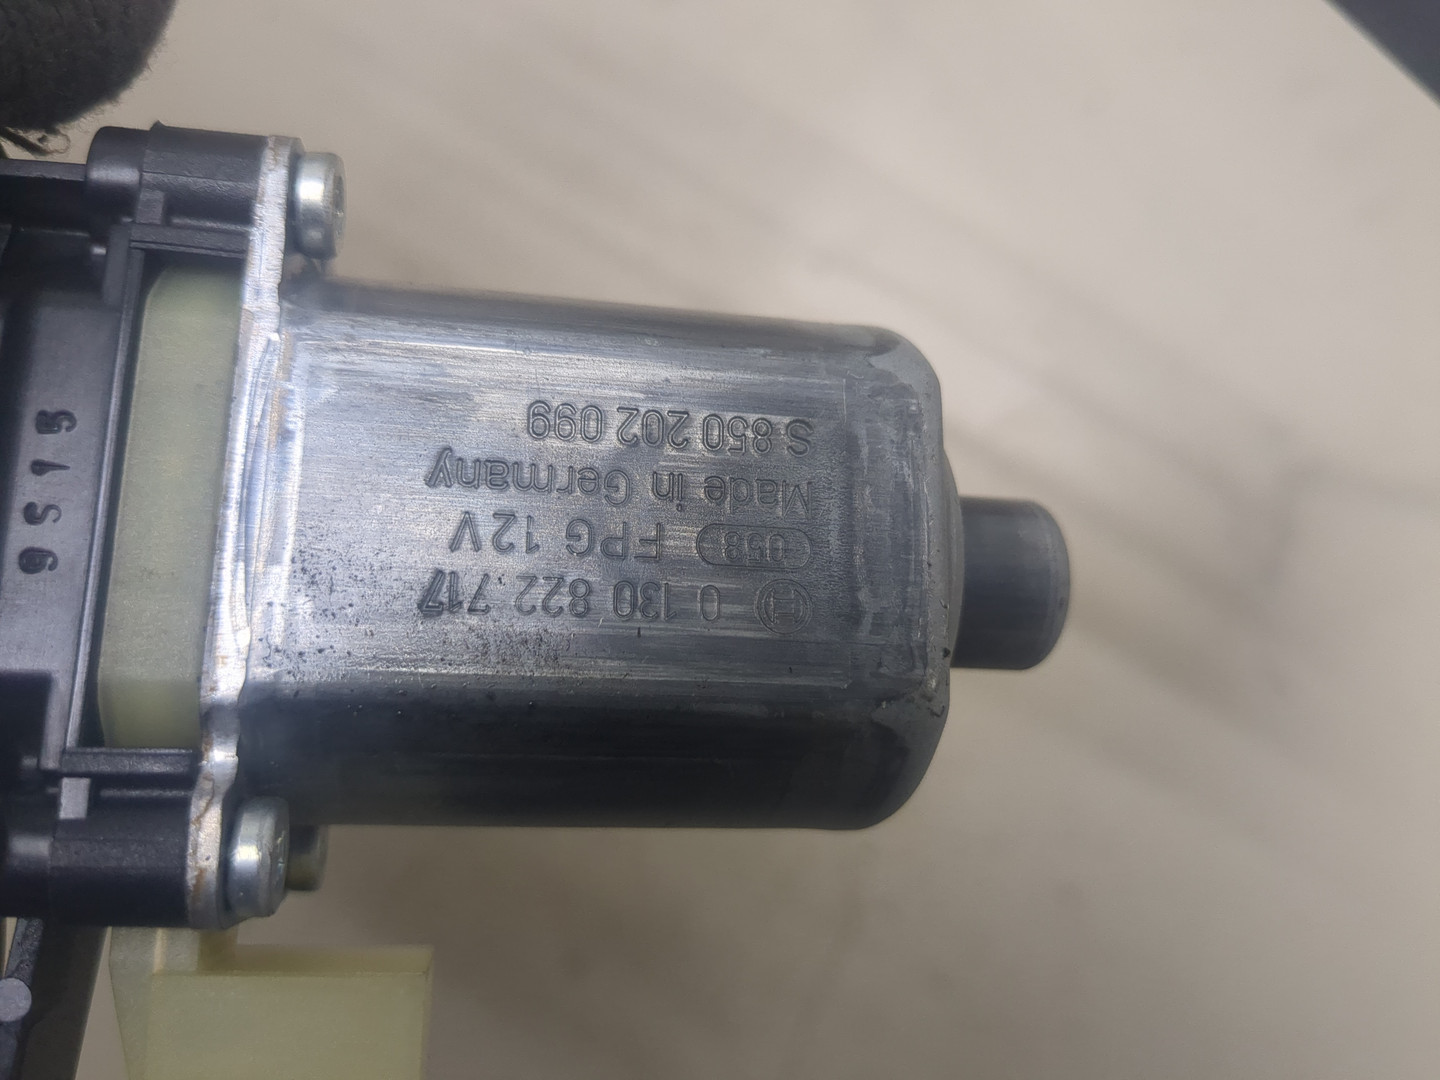 0 130 822 717
058 FPG 12V
Made in Germany
S 850 202 099
9S15